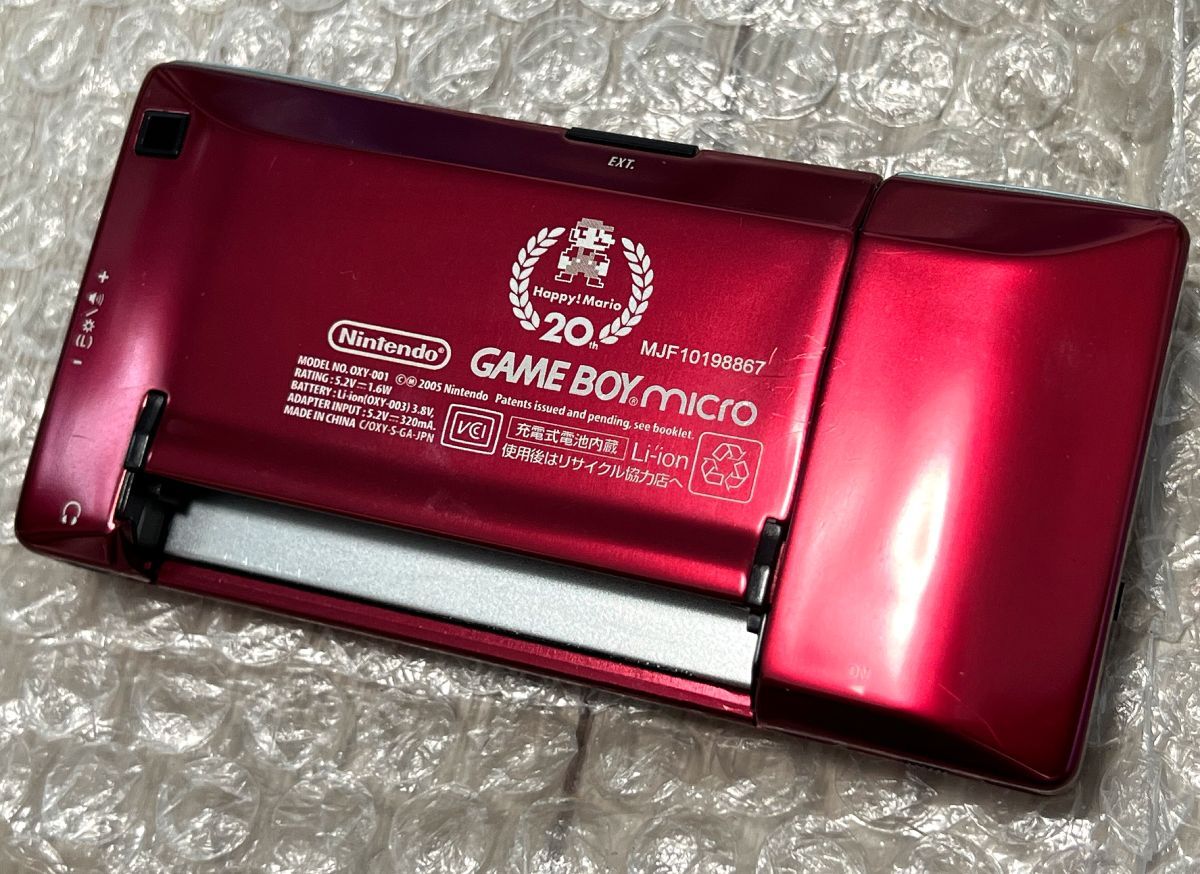 EXT.
Happy! Mario
20th
MJF10198867
Nintendo®
GAME BOY® micro
MODEL NO. OXY-001 ©Ⓜ 2005 Nintendo Patents issued and pending, see booklet.
RATING : 5.2V⎓1.6W
BATTERY : Li-ion(OXY-003) 3.8V,
ADAPTER INPUT : 5.2V⎓320mA.
MADE IN CHINA C/OXY-S-GA-JPN
VCI
充電式電池内蔵 Li-ion
使用後はリサイクル協力店へ